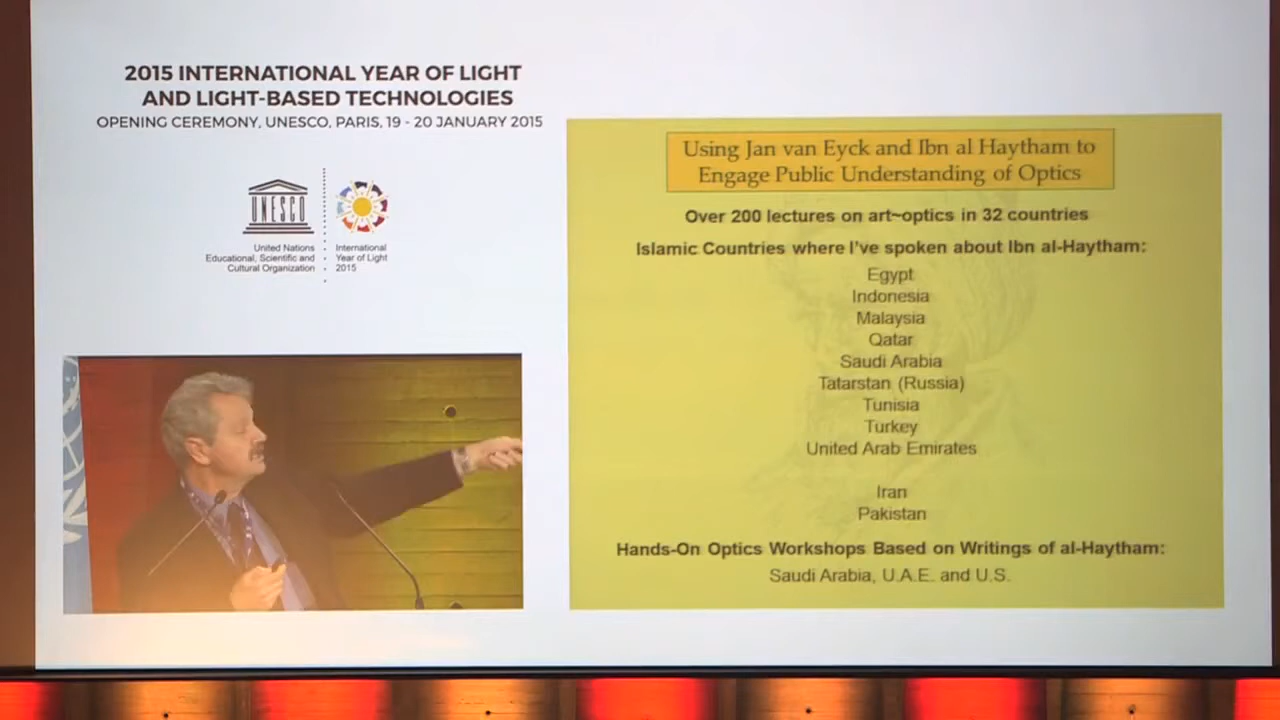 2015 INTERNATIONAL YEAR OF LIGHT
AND LIGHT-BASED TECHNOLOGIES
OPENING CEREMONY, UNESCO, PARIS, 19 - 20 JANUARY 2015
UNESCO
United Nations
Educational, Scientific and
Cultural Organization
International
Year of Light
2015
Using Jan van Eyck and Ibn al Haytham to
Engage Public Understanding of Optics
Over 200 lectures on art~optics in 32 countries
Islamic Countries where I've spoken about Ibn al-Haytham:
Egypt
Indonesia
Malaysia
Qatar
Saudi Arabia
Tatarstan (Russia)
Tunisia
Turkey
United Arab Emirates
Iran
Pakistan
Hands-On Optics Workshops Based on Writings of al-Haytham:
Saudi Arabia, U.A.E. and U.S.